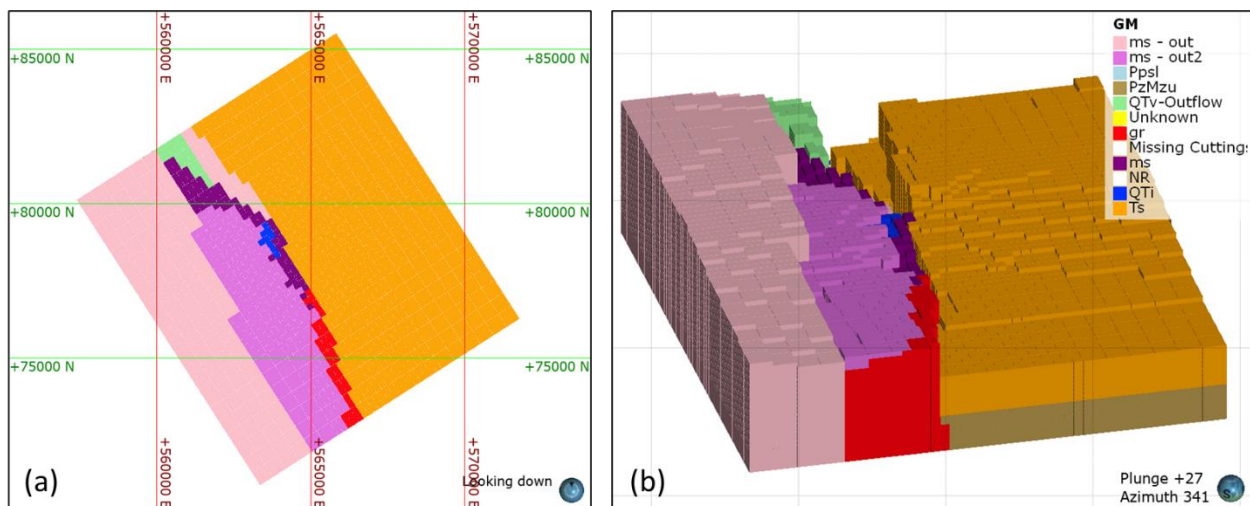 +560000 E
+565000 E
+570000 E
+85000 N
+85000 N
+80000 N
+80000 N
+75000 N
+75000 N
+560000 E
+565000 E
+570000 E
(a)
Looking down
GM
ms - out
ms - out2
Ppsl
PzMzu
QTv-Outflow
Unknown
gr
Missing Cuttings
ms
NR
QTi
Ts
(b)
Plunge +27
Azimuth 341
S